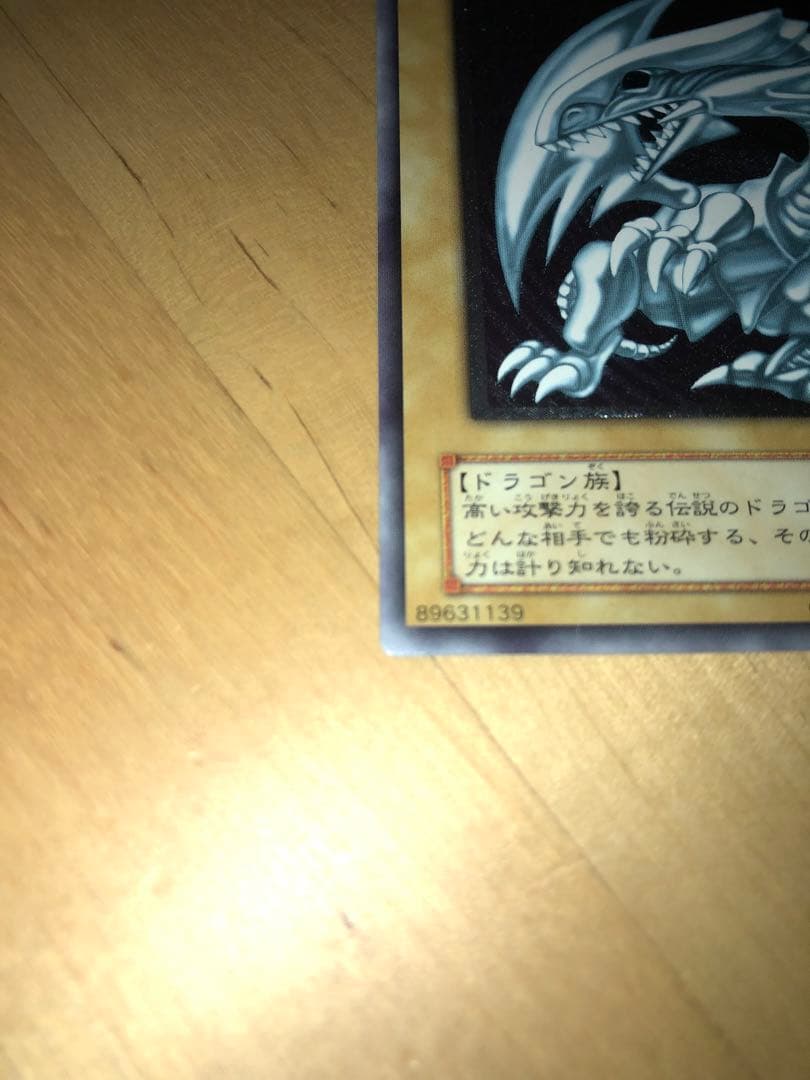 【ドラゴン族】
高い攻撃力を誇る伝説のドラゴ
どんな相手でも粉砕する、その
力は計り知れない。
89631139